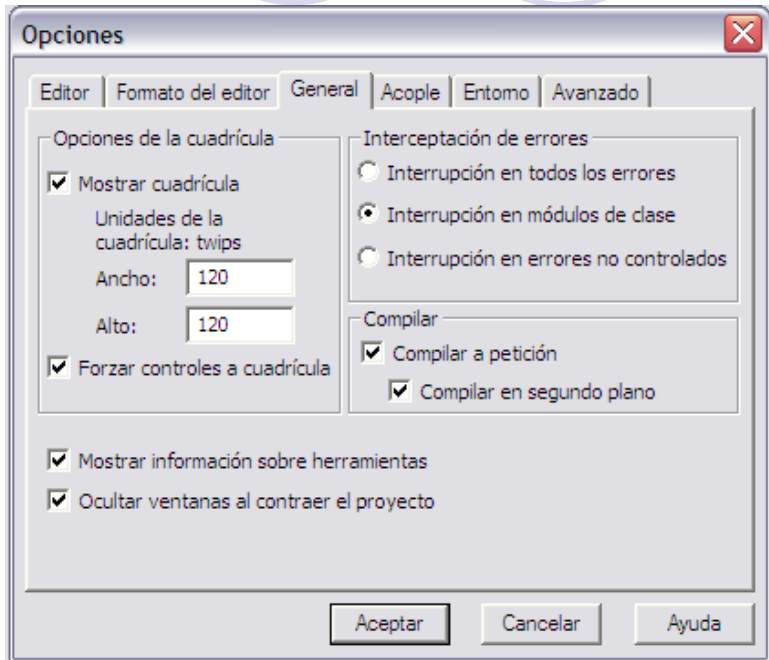 Opciones
Editor
Formato del editor
General
Acople
Entorno
Avanzado
Opciones de la cuadrícula
Mostrar cuadrícula
Unidades de la
cuadrícula: twips
Ancho: 120
Alto: 120
Forzar controles a cuadrícula
Interceptación de errores
Interrupción en todos los errores
Interrupción en módulos de clase
Interrupción en errores no controlados
Compilar
Compilar a petición
Compilar en segundo plano
Mostrar información sobre herramientas
Ocultar ventanas al contraer el proyecto
Aceptar
Cancelar
Ayuda